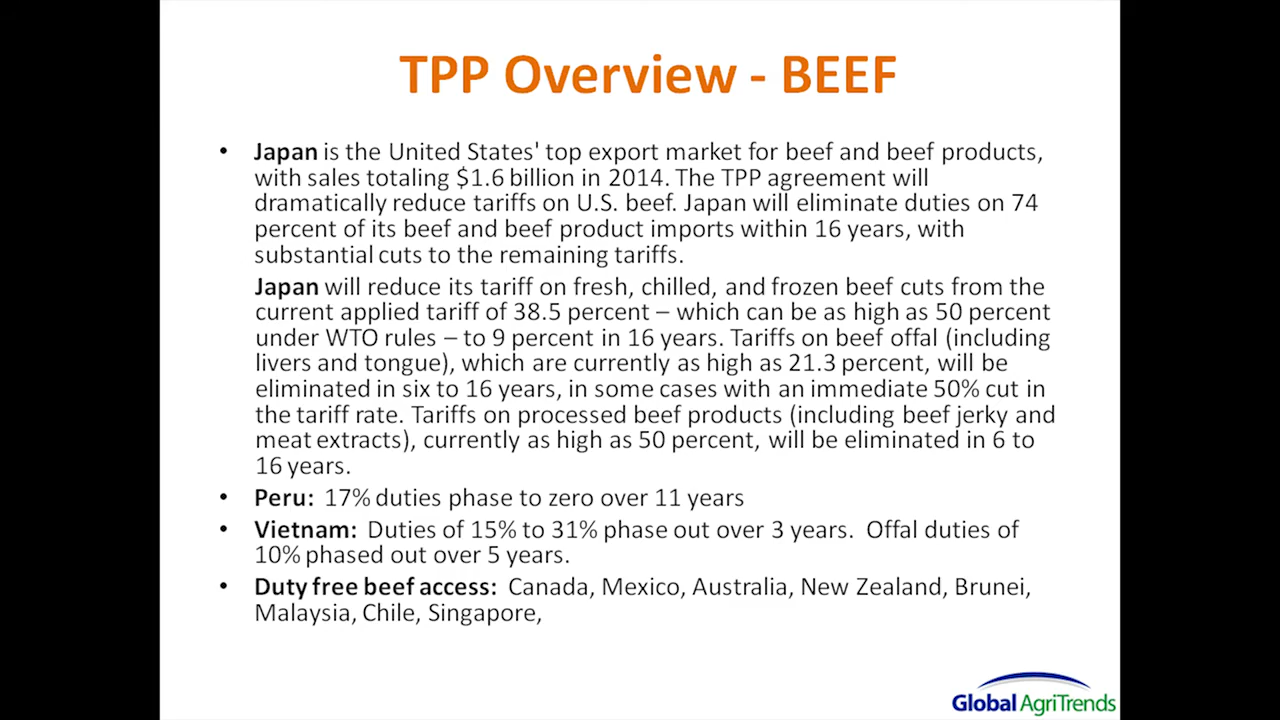 TPP Overview - BEEF
• Japan is the United States' top export market for beef and beef products,
with sales totaling $1.6 billion in 2014. The TPP agreement will
dramatically reduce tariffs on U.S. beef. Japan will eliminate duties on 74
percent of its beef and beef product imports within 16 years, with
substantial cuts to the remaining tariffs.
Japan will reduce its tariff on fresh, chilled, and frozen beef cuts from the
current applied tariff of 38.5 percent – which can be as high as 50 percent
under WTO rules – to 9 percent in 16 years. Tariffs on beef offal (including
livers and tongue), which are currently as high as 21.3 percent, will be
eliminated in six to 16 years, in some cases with an immediate 50% cut in
the tariff rate. Tariffs on processed beef products (including beef jerky and
meat extracts), currently as high as 50 percent, will be eliminated in 6 to
16 years.
• Peru: 17% duties phase to zero over 11 years
• Vietnam: Duties of 15% to 31% phase out over 3 years. Offal duties of
10% phased out over 5 years.
• Duty free beef access: Canada, Mexico, Australia, New Zealand, Brunei,
Malaysia, Chile, Singapore,
Global AgriTrends